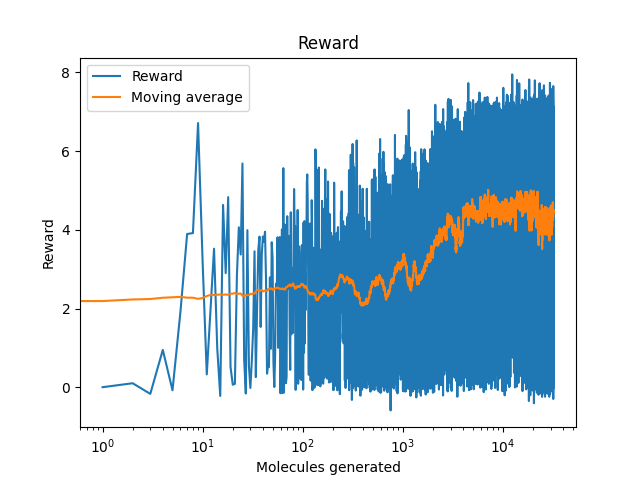 Reward
Reward
Moving average
8
6
4
2
0
Reward
10⁰
10¹
10²
10³
10⁴
Molecules generated